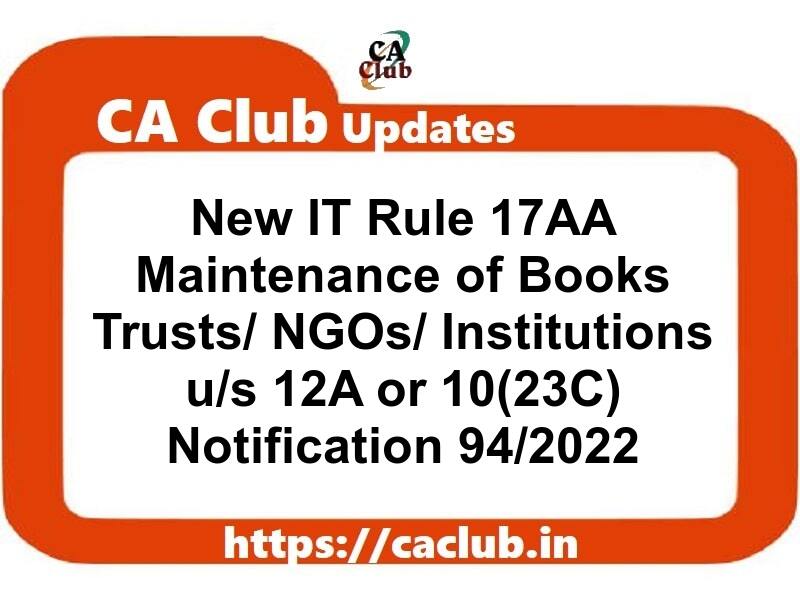 CA
Club
CA Club Updates
New IT Rule 17AA
Maintenance of Books
Trusts/ NGOs/ Institutions
u/s 12A or 10(23C)
Notification 94/2022
https://caclub.in